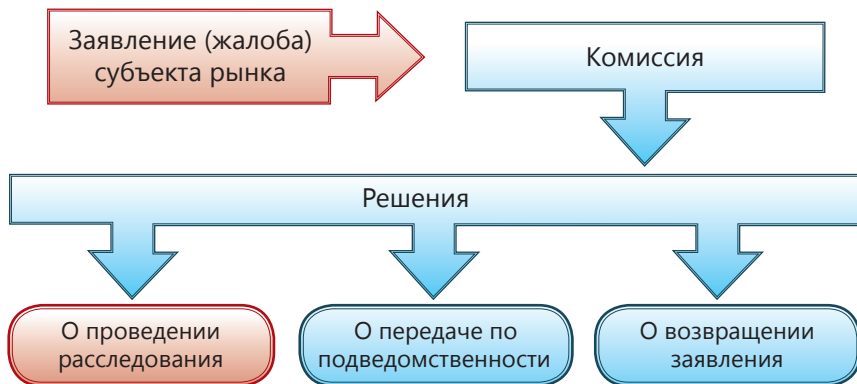 Заявление (жалоба)
субъекта рынка
Комиссия
Решения
О проведении
расследования
О передаче по
подведомственности
О возвращении
заявления